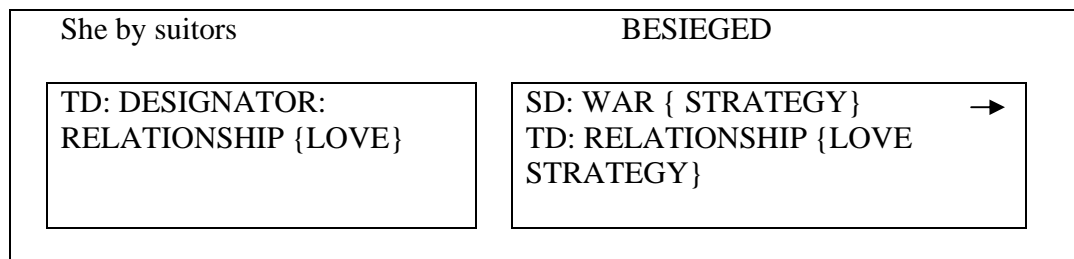 She by suitors BESIEGED
TD: DESIGNATOR:
RELATIONSHIP {LOVE}
SD: WAR { STRATEGY} →
TD: RELATIONSHIP {LOVE
STRATEGY}